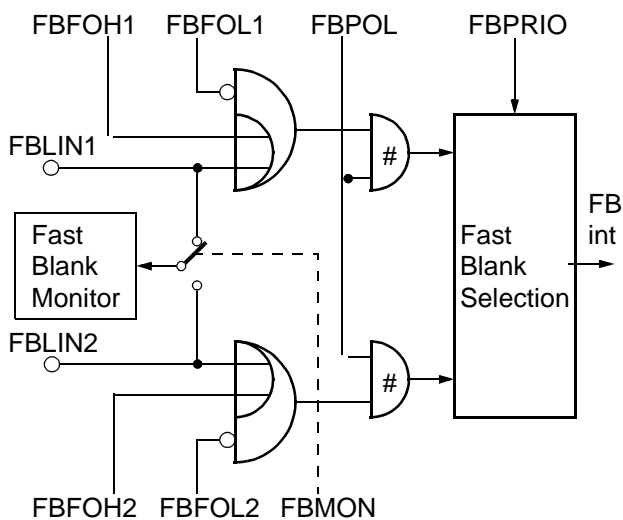 FBFOH1 FBFOL1 FBPOL FBPRIO
FBLIN1
#
Fast
Blank
Monitor
Fast
Blank
Selection
FB
int
FBLIN2
#
FBFOH2 FBFOL2 FBMON